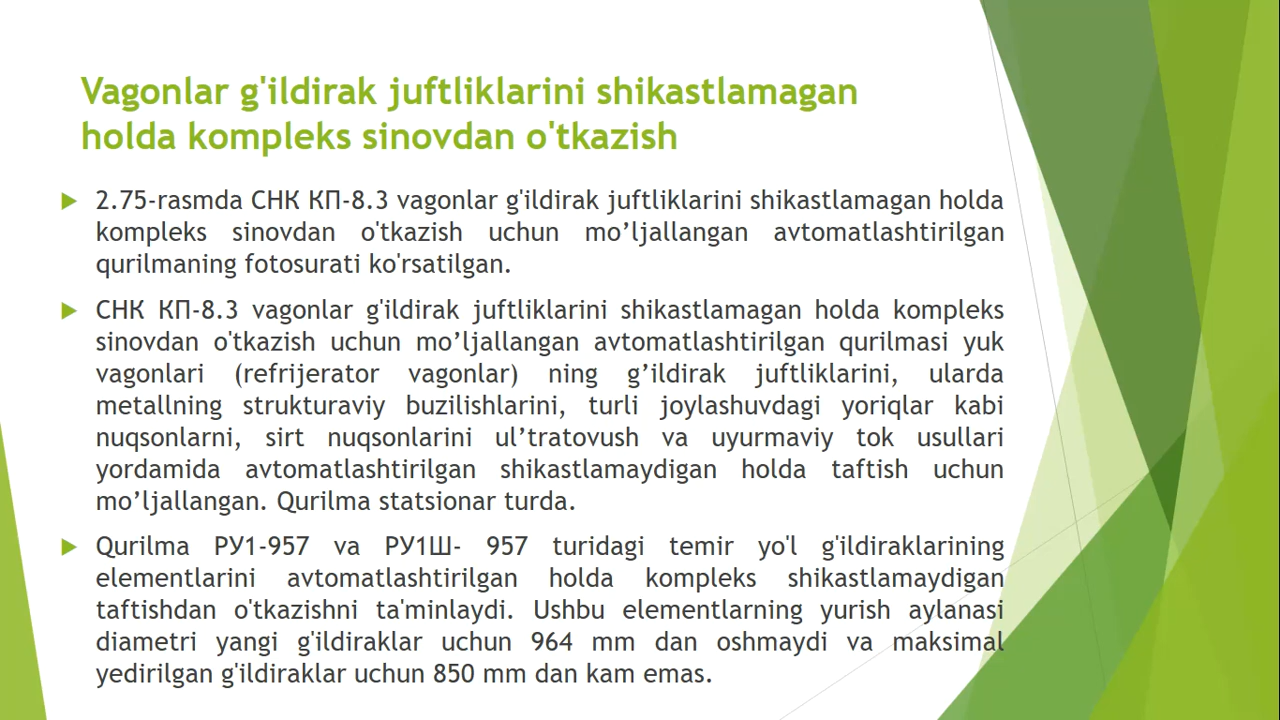 Vagonlar g'ildirak juftliklarini shikastlamagan
holda kompleks sinovdan o'tkazish
2.75-rasmda СНК КП-8.3 vagonlar g'ildirak juftliklarini shikastlamagan holda
kompleks sinovdan o'tkazish uchun mo’ljallangan avtomatlashtirilgan
qurilmaning fotosurati ko'rsatilgan.
СНК КП-8.3 vagonlar g'ildirak juftliklarini shikastlamagan holda kompleks
sinovdan o'tkazish uchun mo’ljallangan avtomatlashtirilgan qurilmasi yuk
vagonlari (refrijerator vagonlar) ning g’ildirak juftliklarini, ularda
metallning strukturaviy buzilishlarini, turli joylashuvdagi yoriqlar kabi
nuqsonlarni, sirt nuqsonlarini ul’tratovush va uyurmaviy tok usullari
yordamida avtomatlashtirilgan shikastlamaydigan holda taftish uchun
mo’ljallangan. Qurilma statsionar turda.
Qurilma РУ1-957 va РУ1Ш- 957 turidagi temir yo'l g'ildiraklarining
elementlarini avtomatlashtirilgan holda kompleks shikastlamaydigan
taftishdan o'tkazishni ta'minlaydi. Ushbu elementlarning yurish aylanasi
diametri yangi g'ildiraklar uchun 964 mm dan oshmaydi va maksimal
yedirilgan g'ildiraklar uchun 850 mm dan kam emas.